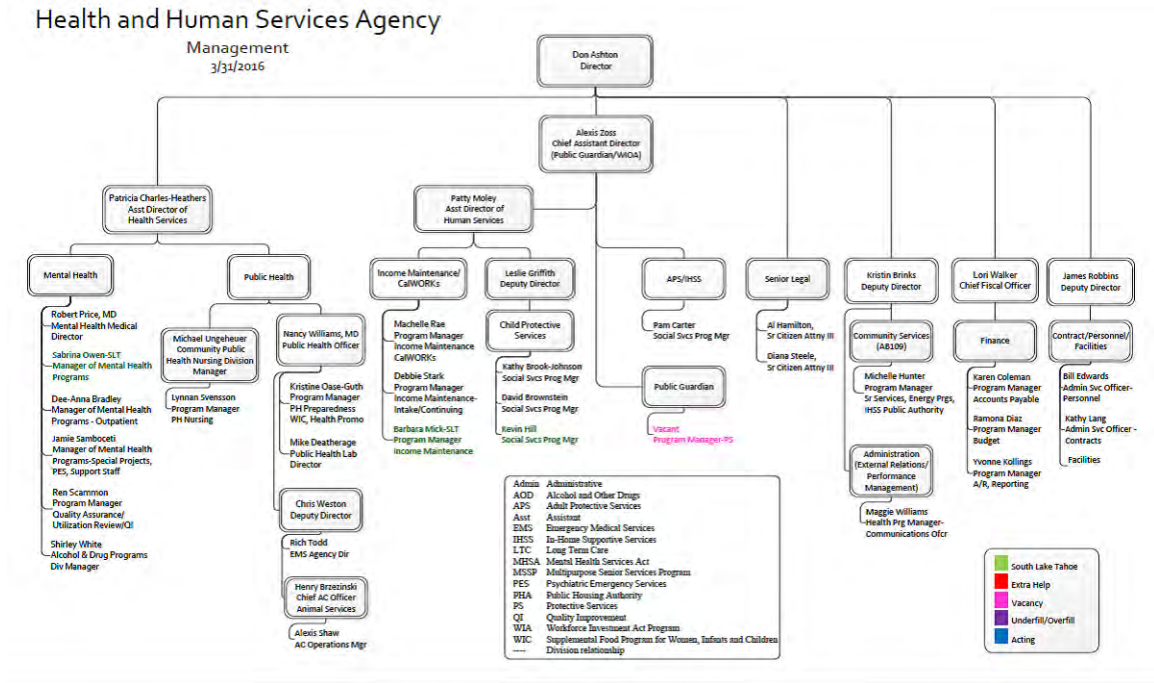 Health and Human Services Agency
Management
3/31/2016
Don Ashton
Director
Alexis Zoss
Chief Assistant Director
(Public Guardian/WIOA)
Patricia Charles-Heathers
Asst Director of
Health Services
Patty Moley
Asst Director of
Human Services
Mental Health
Robert Price, MD
Mental Health Medical
Director
Sabrina Owen-SLT
Manager of Mental Health
Programs
Dee-Anna Bradley
Manager of Mental Health
Programs - Outpatient
Jamie Samboceti
Manager of Mental Health
Programs-Special Projects,
PES, Support Staff
Ren Scammon
Program Manager
Quality Assurance/
Utilization Review/QI
Shirley White
Alcohol & Drug Programs
Div Manager
Public Health
Michael Ungeheuer
Community Public
Health Nursing Division
Manager
Lynnan Svensson
Program Manager
PH Nursing
Nancy Williams, MD
Public Health Officer
Kristine Oase-Guth
Program Manager
PH Preparedness
WIC, Health Promo
Mike Deatherage
Public Health Lab
Director
Chris Weston
Deputy Director
Rich Todd
EMS Agency Dir
Henry Brzezinski
Chief AC Officer
Animal Services
Alexis Shaw
AC Operations Mgr
Income Maintenance/
CalWORKs
Machelle Rae
Program Manager
Income Maintenance
CalWORKs
Debbie Stark
Program Manager
Income Maintenance-
Intake/Continuing
Barbara Mick-SLT
Program Manager
Income Maintenance
Leslie Griffith
Deputy Director
Child Protective
Services
Kathy Brook-Johnson
Social Svcs Prog Mgr
David Brownstein
Social Svcs Prog Mgr
Kevin Hill
Social Svcs Prog Mgr
APS/IHSS
Pam Carter
Social Svcs Prog Mgr
Public Guardian
Vacant
Program Manager-PS
Senior Legal
Al Hamilton,
Sr Citizen Attny III
Diana Steele,
Sr Citizen Attny III
Kristin Brinks
Deputy Director
Community Services
(AB109)
Michelle Hunter
Program Manager
Sr Services, Energy Prgs,
IHSS Public Authority
Administration
(External Relations/
Performance
Management)
Maggie Williams
Health Prg Manager-
Communications Ofcr
Lori Walker
Chief Fiscal Officer
Finance
Karen Coleman
Program Manager
Accounts Payable
Ramona Diaz
Program Manager
Budget
Yvonne Kollings
Program Manager
A/R, Reporting
James Robbins
Deputy Director
Contract/Personnel/
Facilities
Bill Edwards
Admin Svc Officer-
Personnel
Kathy Lang
Admin Svc Officer -
Contracts
Facilities
Admin Administrative
AOD Alcohol and Other Drugs
APS Adult Protective Services
Asst Assistant
EMS Emergency Medical Services
IHSS In-Home Supportive Services
LTC Long Term Care
MHSA Mental Health Services Act
MSSP Multipurpose Senior Services Program
PES Psychiatric Emergency Services
PHA Public Housing Authority
PS Protective Services
QI Quality Improvement
WIA Workforce Investment Act Program
WIC Supplemental Food Program for Women, Infants and Children
---- Division relationship
South Lake Tahoe
Extra Help
Vacancy
Underfill/Overfill
Acting